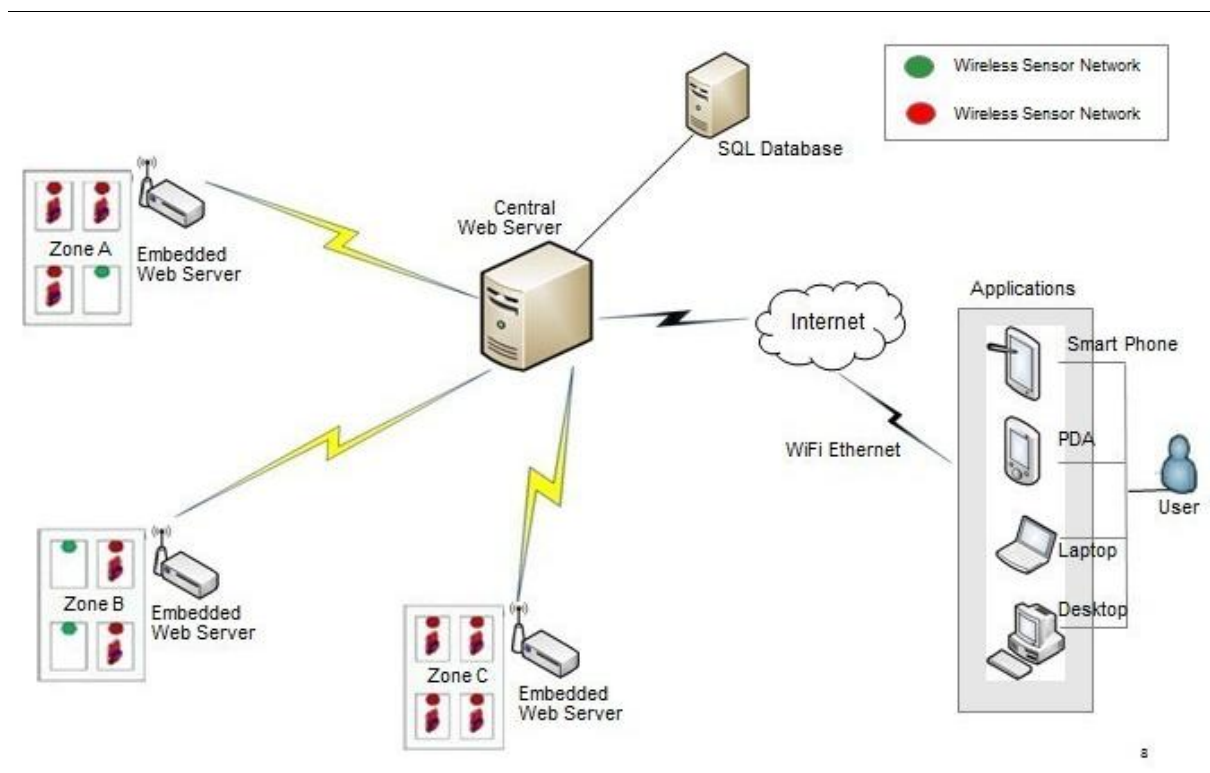 Wireless Sensor Network
Wireless Sensor Network
SQL Database
Central
Web Server
Zone A
Embedded
Web Server
Internet
Applications
Smart Phone
WiFi Ethernet
PDA
User
Laptop
Desktop
Zone B
Embedded
Web Server
Zone C
Embedded
Web Server
8